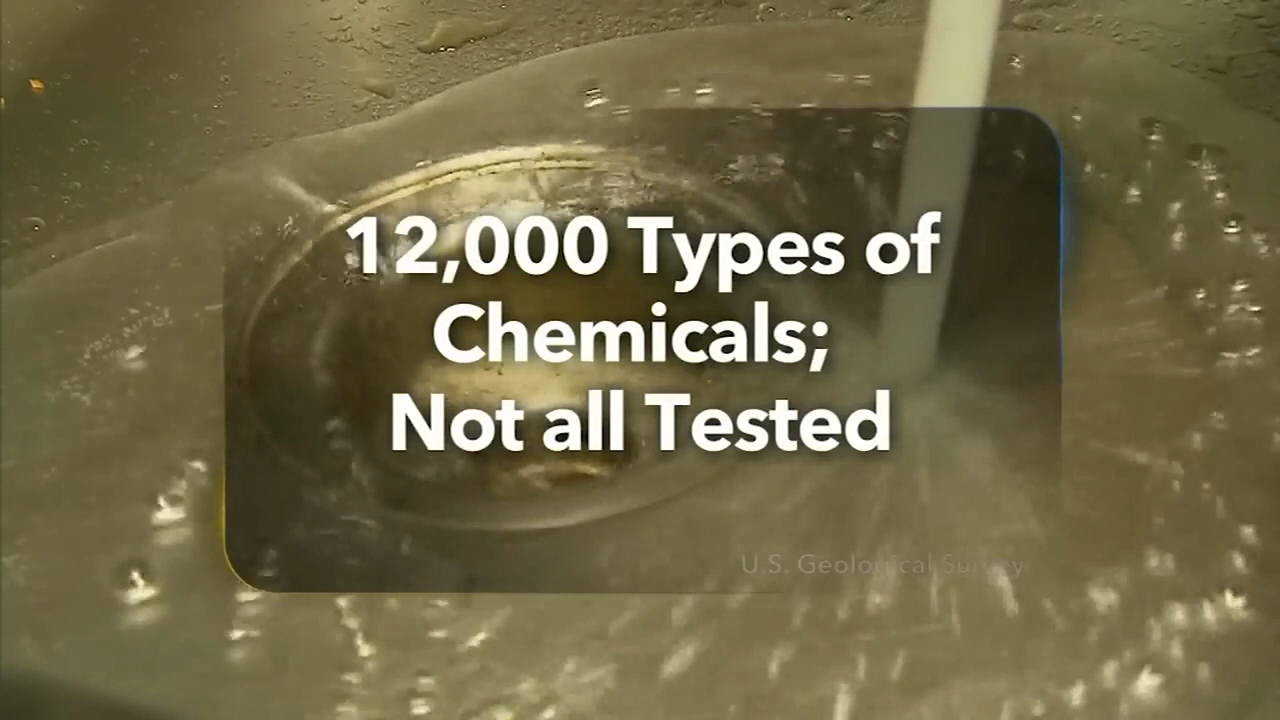 12,000 Types of
Chemicals;
Not all Tested
U.S. Geological Survey